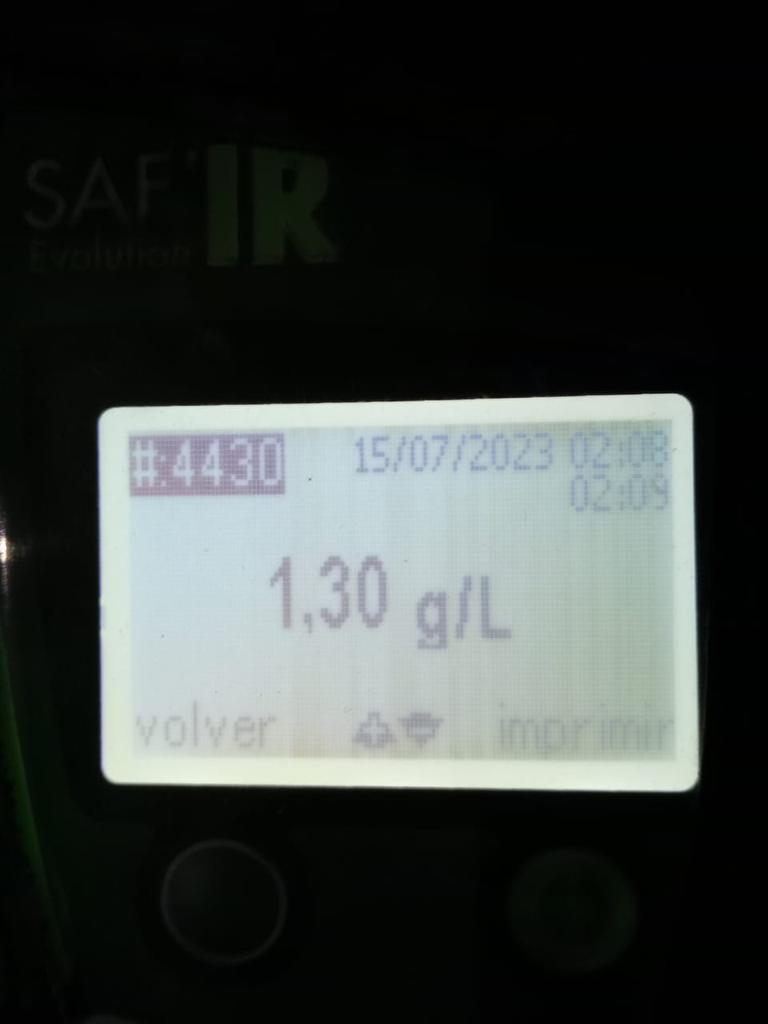 SAF'IR
Evolution
#:4430 15/07/2023 02:08
02:09
1,30 g/L
volver imprimir